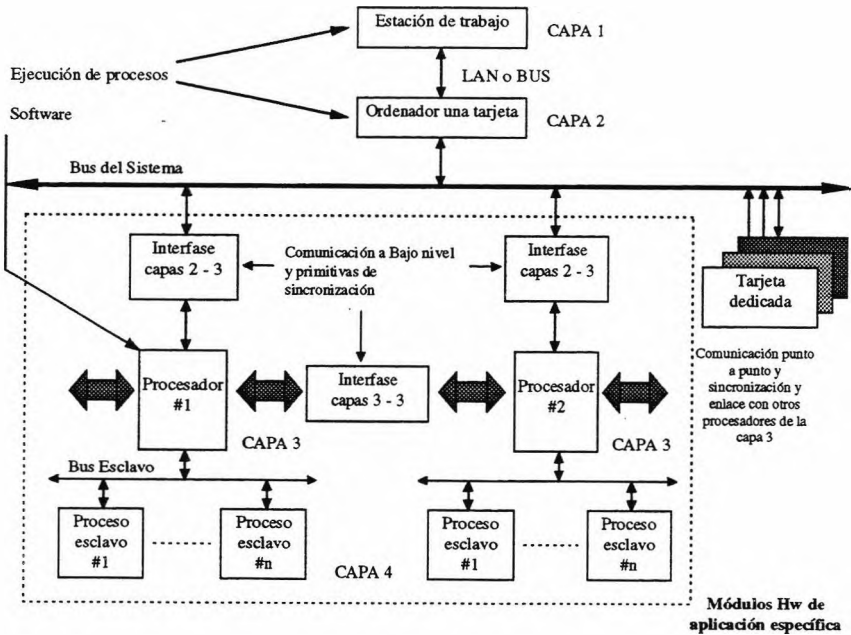 Estación de trabajo
CAPA 1
Ejecución de procesos
LAN o BUS
Software
Ordenador una tarjeta
CAPA 2
Bus del Sistema
Interfase
capas 2 - 3
Comunicación a Bajo nivel
y primitivas de
sincronización
Interfase
capas 2 - 3
Tarjeta
dedicada
Procesador
#1
Interfase
capas 3 - 3
Procesador
#2
Comunicación punto
a punto y
sincronización y
enlace con otros
procesadores de la
capa 3
CAPA 3
CAPA 3
Bus Esclavo
Proceso
esclavo
#1
Proceso
esclavo
#n
Proceso
esclavo
#1
Proceso
esclavo
#n
CAPA 4
Módulos Hw de
aplicación específica